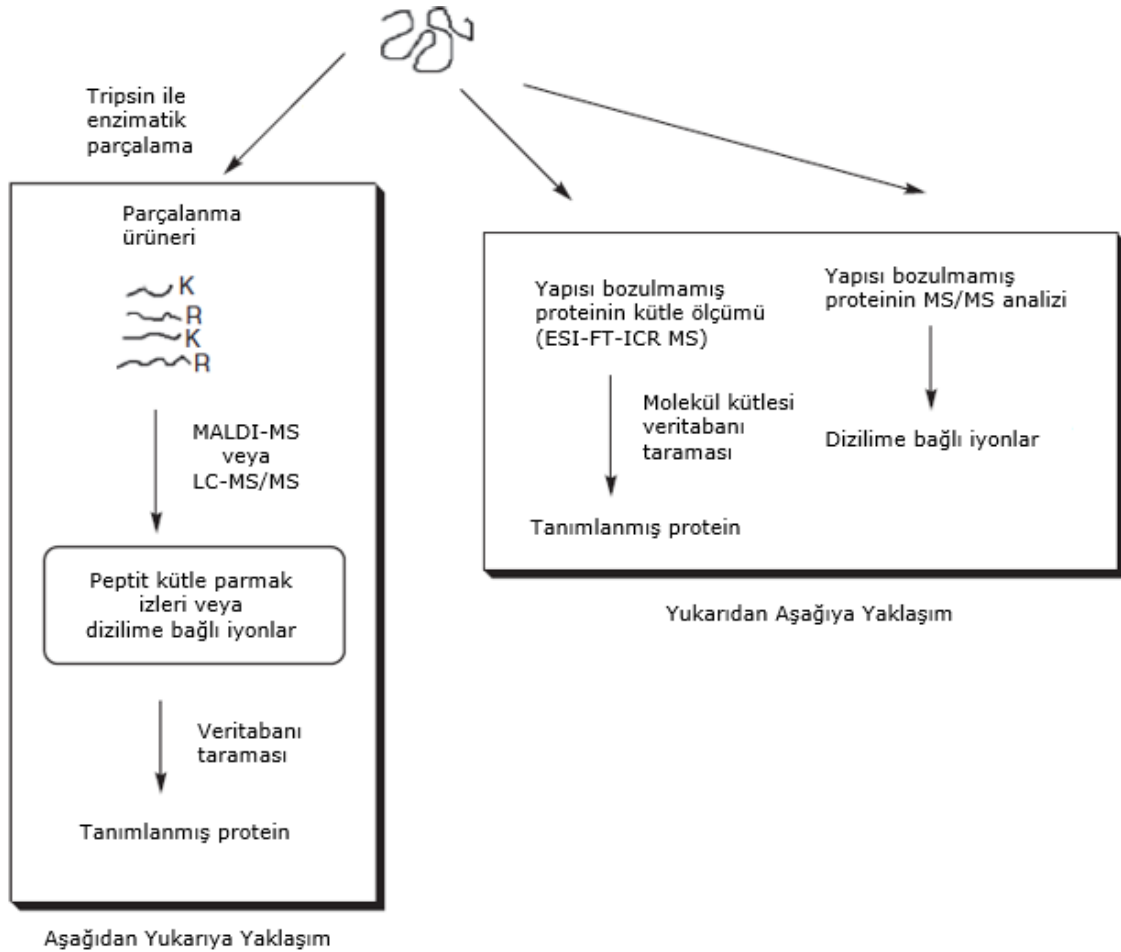 Tripsin ile
enzimatik
parçalama
Parçalanma
ürüneri
K
R
K
R
MALDI-MS
veya
LC-MS/MS
Peptit kütle parmak
izleri veya
dizilime bağlı iyonlar
Veritabanı
taraması
Tanımlanmış protein
Aşağıdan Yukarıya Yaklaşım
Yapısı bozulmamış
proteinin kütle ölçümü
(ESI-FT-ICR MS)
Molekül kütlesi
veritabanı
taraması
Tanımlanmış protein
Yapısı bozulmamış
proteinin MS/MS analizi
Dizilime bağlı iyonlar
Yukarıdan Aşağıya Yaklaşım